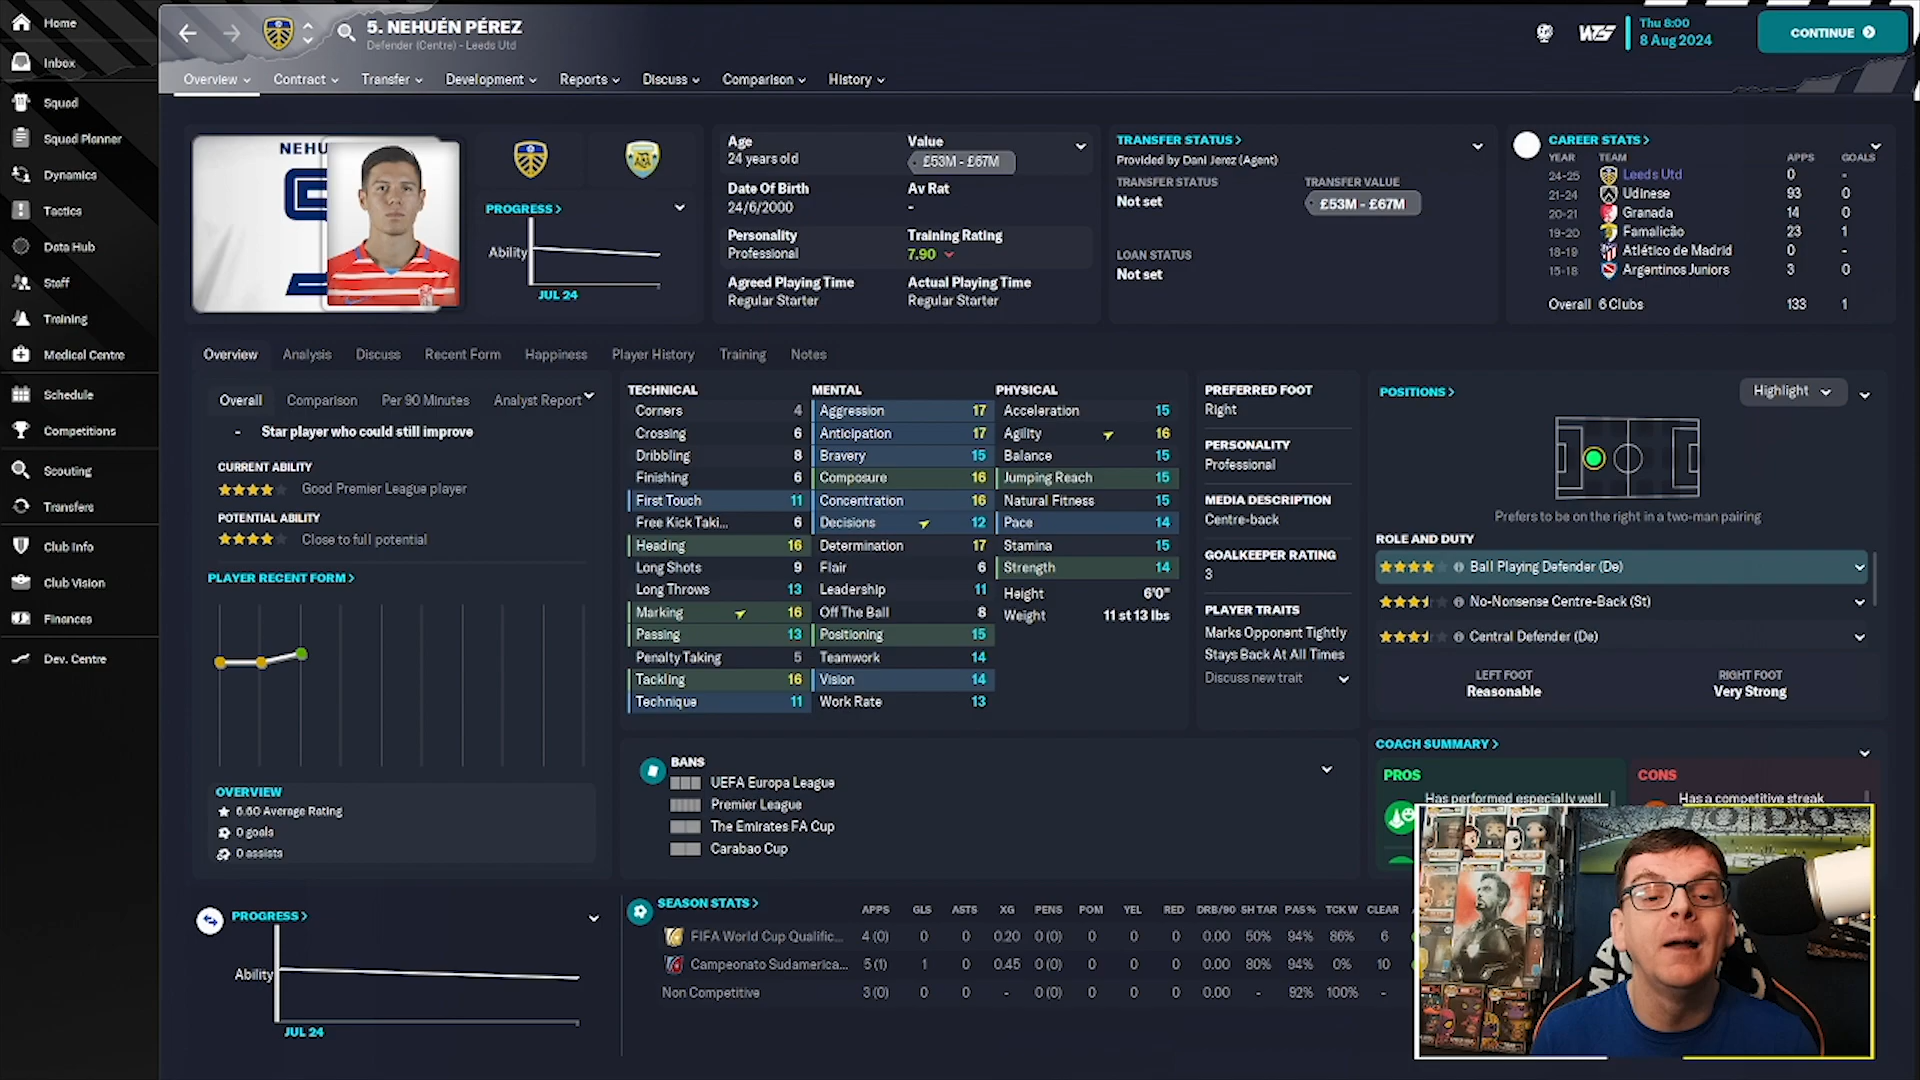 Home
Inbox
Squad
Squad Planner
Dynamics
Tactics
Data Hub
Staff
Training
Medical Centre
Schedule
Competitions
Scouting
Transfers
Club Info
Club Vision
Finances
Dev. Centre
5. NEHUÉN PÉREZ
Defender (Centre) - Leeds Utd
Thu 8:00
8 Aug 2024
CONTINUE
Overview
Contract
Transfer
Development
Reports
Discuss
Comparison
History
NEHU
5
PROGRESS >
Ability
JUL 24
Age
24 years old
Value
£53M - £67M
Date Of Birth
24/6/2000
Av Rat
-
Personality
Professional
Training Rating
7.90
Agreed Playing Time
Regular Starter
Actual Playing Time
Regular Starter
TRANSFER STATUS >
Provided by Dani Jerez (Agent)
TRANSFER STATUS
Not set
TRANSFER VALUE
£53M - £67M
LOAN STATUS
Not set
CAREER STATS >
YEAR TEAM APPS GOALS
24-25 Leeds Utd 0 -
21-24 Udinese 93 0
20-21 Granada 14 0
19-20 Famalicão 23 1
18-19 Atlético de Madrid 0 -
15-18 Argentinos Juniors 3 0
Overall 6 Clubs 133 1
Overview
Analysis
Discuss
Recent Form
Happiness
Player History
Training
Notes
Overall
Comparison
Per 90 Minutes
Analyst Report
- Star player who could still improve
CURRENT ABILITY
Good Premier League player
POTENTIAL ABILITY
Close to full potential
PLAYER RECENT FORM >
OVERVIEW
6.60 Average Rating
0 goals
0 assists
TECHNICAL
Corners 4
Crossing 6
Dribbling 8
Finishing 6
First Touch 11
Free Kick Taki... 6
Heading 16
Long Shots 9
Long Throws 13
Marking 16
Passing 13
Penalty Taking 5
Tackling 16
Technique 11
MENTAL
Aggression 17
Anticipation 17
Bravery 15
Composure 16
Concentration 16
Decisions 12
Determination 17
Flair 6
Leadership 11
Off The Ball 8
Positioning 15
Teamwork 14
Vision 14
Work Rate 13
PHYSICAL
Acceleration 15
Agility 16
Balance 15
Jumping Reach 15
Natural Fitness 15
Pace 14
Stamina 15
Strength 14
Height 6'0"
Weight 11 st 13 lbs
PREFERRED FOOT
Right
PERSONALITY
Professional
MEDIA DESCRIPTION
Centre-back
GOALKEEPER RATING
3
PLAYER TRAITS
Marks Opponent Tightly
Stays Back At All Times
Discuss new trait
POSITIONS >
Highlight
Prefers to be on the right in a two-man pairing
ROLE AND DUTY
Ball Playing Defender (De)
No-Nonsense Centre-Back (St)
Central Defender (De)
LEFT FOOT
Reasonable
RIGHT FOOT
Very Strong
COACH SUMMARY >
PROS
Has performed especially well
CONS
Has a competitive streak
BANS
UEFA Europa League
Premier League
The Emirates FA Cup
Carabao Cup
PROGRESS >
Ability
JUL 24
SEASON STATS >
APPS GLS ASTS XG PENS POM YEL RED DRB/90 SH TAR PAS % TCK W CLEAR
FIFA World Cup Qualific... 4 (0) 0 0 0.20 0 (0) 0 0 0 0.00 50% 94% 86% 6
Campeonato Sudamerica... 5 (1) 1 0 0.45 0 (0) 0 0 0 0.00 80% 94% 0% 10
Non Competitive 3 (0) 0 0 - 0 (0) 0 0 0 0.00 - 92% 100% -